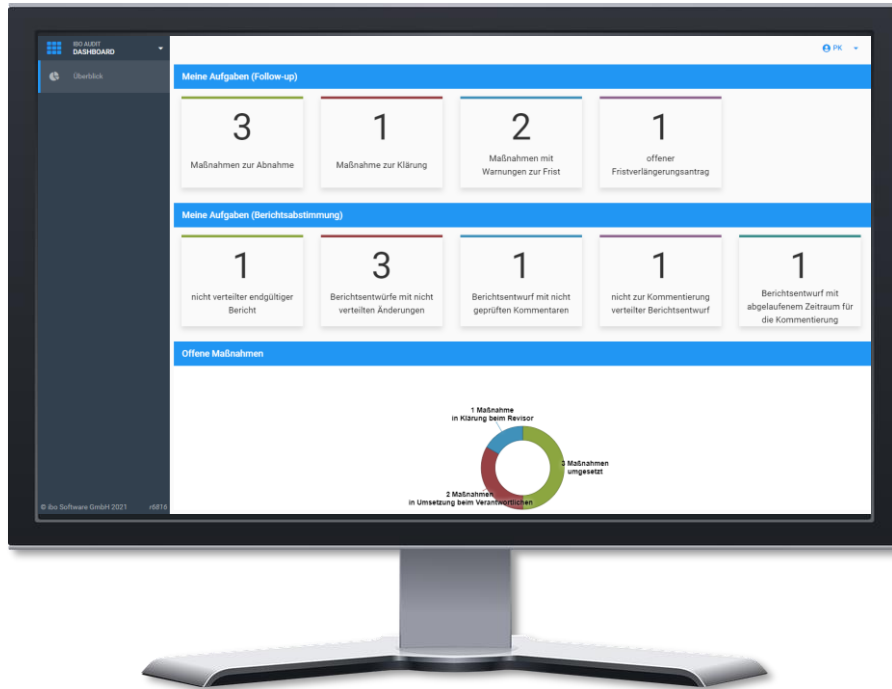 IBO AUDIT
DASHBOARD
PK
Überblick
Meine Aufgaben (Follow-up)
3
Maßnahmen zur Abnahme
1
Maßnahme zur Klärung
2
Maßnahmen mit
Warnungen zur Frist
1
offener
Fristverlängerungsantrag
Meine Aufgaben (Berichtsabstimmung)
1
nicht verteilter endgültiger
Bericht
3
Berichtsentwürfe mit nicht
verteilten Änderungen
1
Berichtsentwurf mit nicht
geprüften Kommentaren
1
nicht zur Kommentierung
verteilter Berichtsentwurf
1
Berichtsentwurf mit
abgelaufenem Zeitraum für
die Kommentierung
Offene Maßnahmen
1 Maßnahme
in Klärung beim Revisor
3 Maßnahmen
umgesetzt
2 Maßnahmen
in Umsetzung beim Verantwortlichen
© ibo Software GmbH 2021 r6816